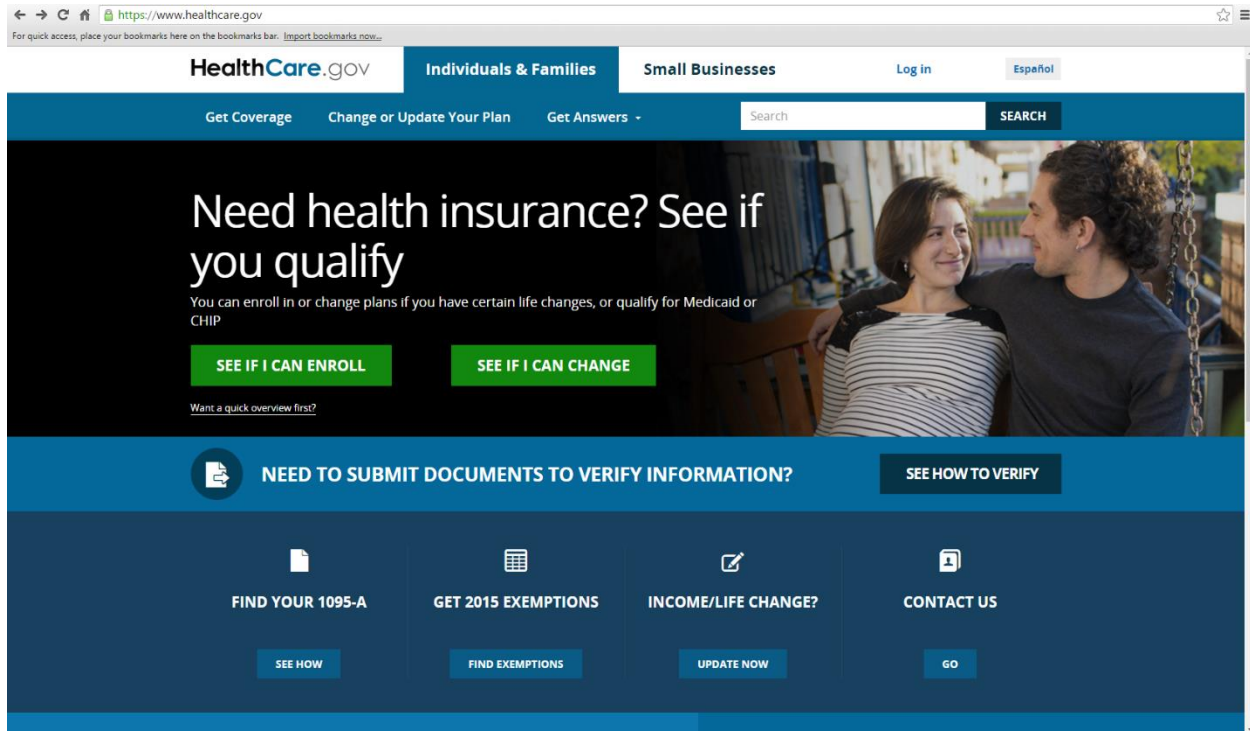 https://www.healthcare.gov
For quick access, place your bookmarks here on the bookmarks bar. Import bookmarks now...
HealthCare.gov Individuals & Families Small Businesses Log in Español
Get Coverage Change or Update Your Plan Get Answers Search SEARCH
Need health insurance? See if
you qualify
You can enroll in or change plans if you have certain life changes, or qualify for Medicaid or
CHIP
SEE IF I CAN ENROLL SEE IF I CAN CHANGE
Want a quick overview first?
NEED TO SUBMIT DOCUMENTS TO VERIFY INFORMATION? SEE HOW TO VERIFY
FIND YOUR 1095-A GET 2015 EXEMPTIONS INCOME/LIFE CHANGE? CONTACT US
SEE HOW FIND EXEMPTIONS UPDATE NOW GO